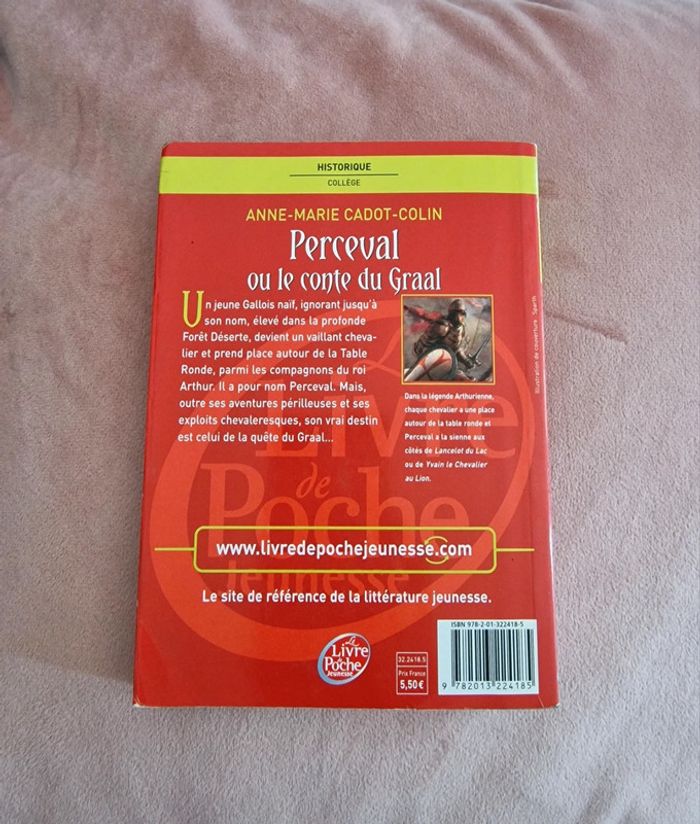 HISTORIQUE
COLLÈGE
ANNE-MARIE CADOT-COLIN
Perceval
ou le conte du Graal
Un jeune Gallois naïf, ignorant jusqu'à
son nom, élevé dans la profonde
Forêt Déserte, devient un vaillant cheva-
lier et prend place autour de la Table
Ronde, parmi les compagnons du roi
Arthur. Il a pour nom Perceval. Mais,
outre ses aventures périlleuses et ses
exploits chevaleresques, son vrai destin
est celui de la quête du Graal...
Illustration de couverture : Sparth
Dans la légende Arthurienne,
chaque chevalier a une place
autour de la table ronde et
Perceval a la sienne aux
côtés de Lancelot du Lac
ou de Yvain le Chevalier
au Lion.
Le
Livre
de
Poche
Jeunesse
www.livredepochejeunesse.com
Le site de référence de la littérature jeunesse.
Le
Livre
de
Poche
Jeunesse
32.2418.5
Prix France
5,50€
ISBN 978-2-01-322418-5
9 782013 224185